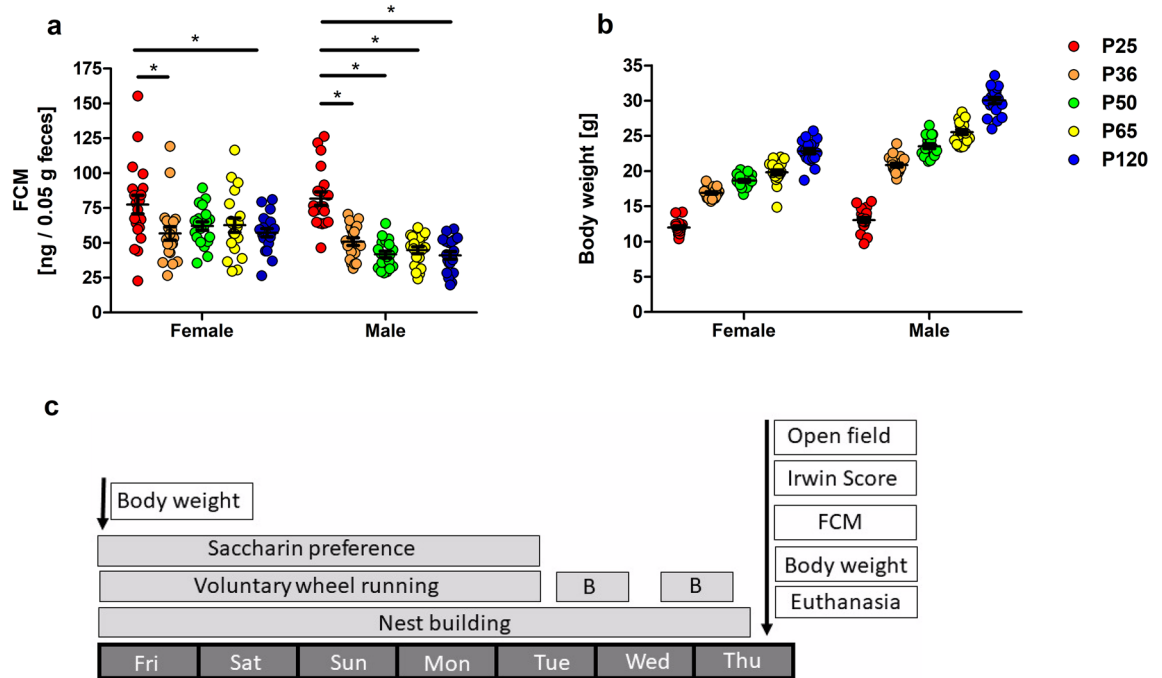 a
*
*
*
*
*
*
FCM
[ng / 0.05 g feces]
175
150
125
100
75
50
25
0
Female
Male
b
Body weight [g]
35
30
25
20
15
10
5
0
Female
Male
P25
P36
P50
P65
P120
c
Body weight
Saccharin preference
Voluntary wheel running
B
B
Nest building
Fri
Sat
Sun
Mon
Tue
Wed
Thu
Open field
Irwin Score
FCM
Body weight
Euthanasia